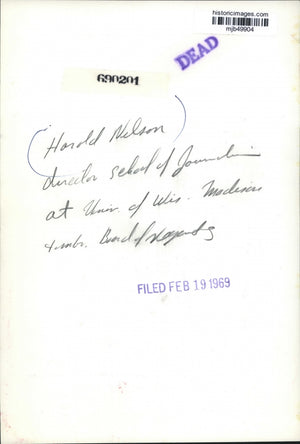 historicimages.com
mjb49904
DEAD
690201
(Harold Nelson)
director school of Journalism
at Univ. of Wis. Madison
Board of Regents
FILED FEB 19 1969